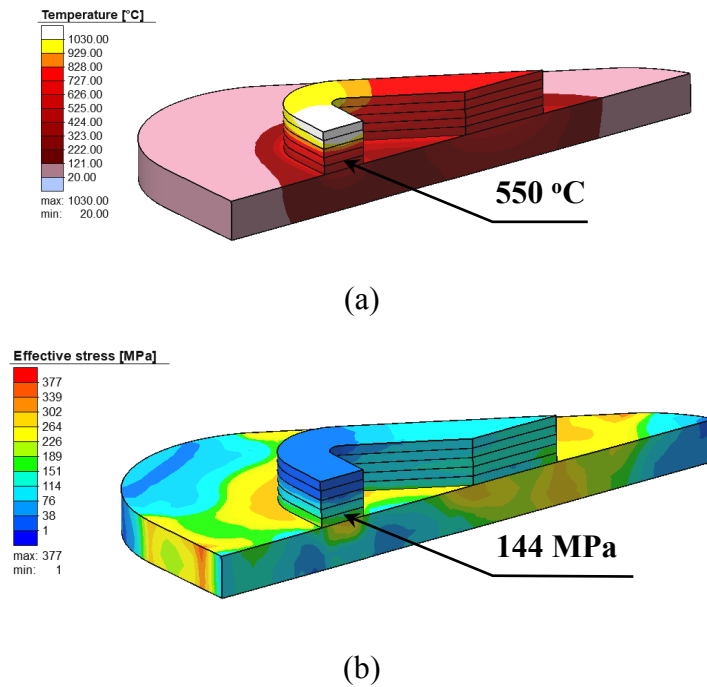 Temperature [°C]
1030.00
929.00
828.00
727.00
626.00
525.00
424.00
323.00
222.00
121.00
20.00
max: 1030.00
min: 20.00
550 °C
(a)
Effective stress [MPa]
377
339
302
264
226
189
151
114
76
38
1
max: 377
min: 1
144 MPa
(b)